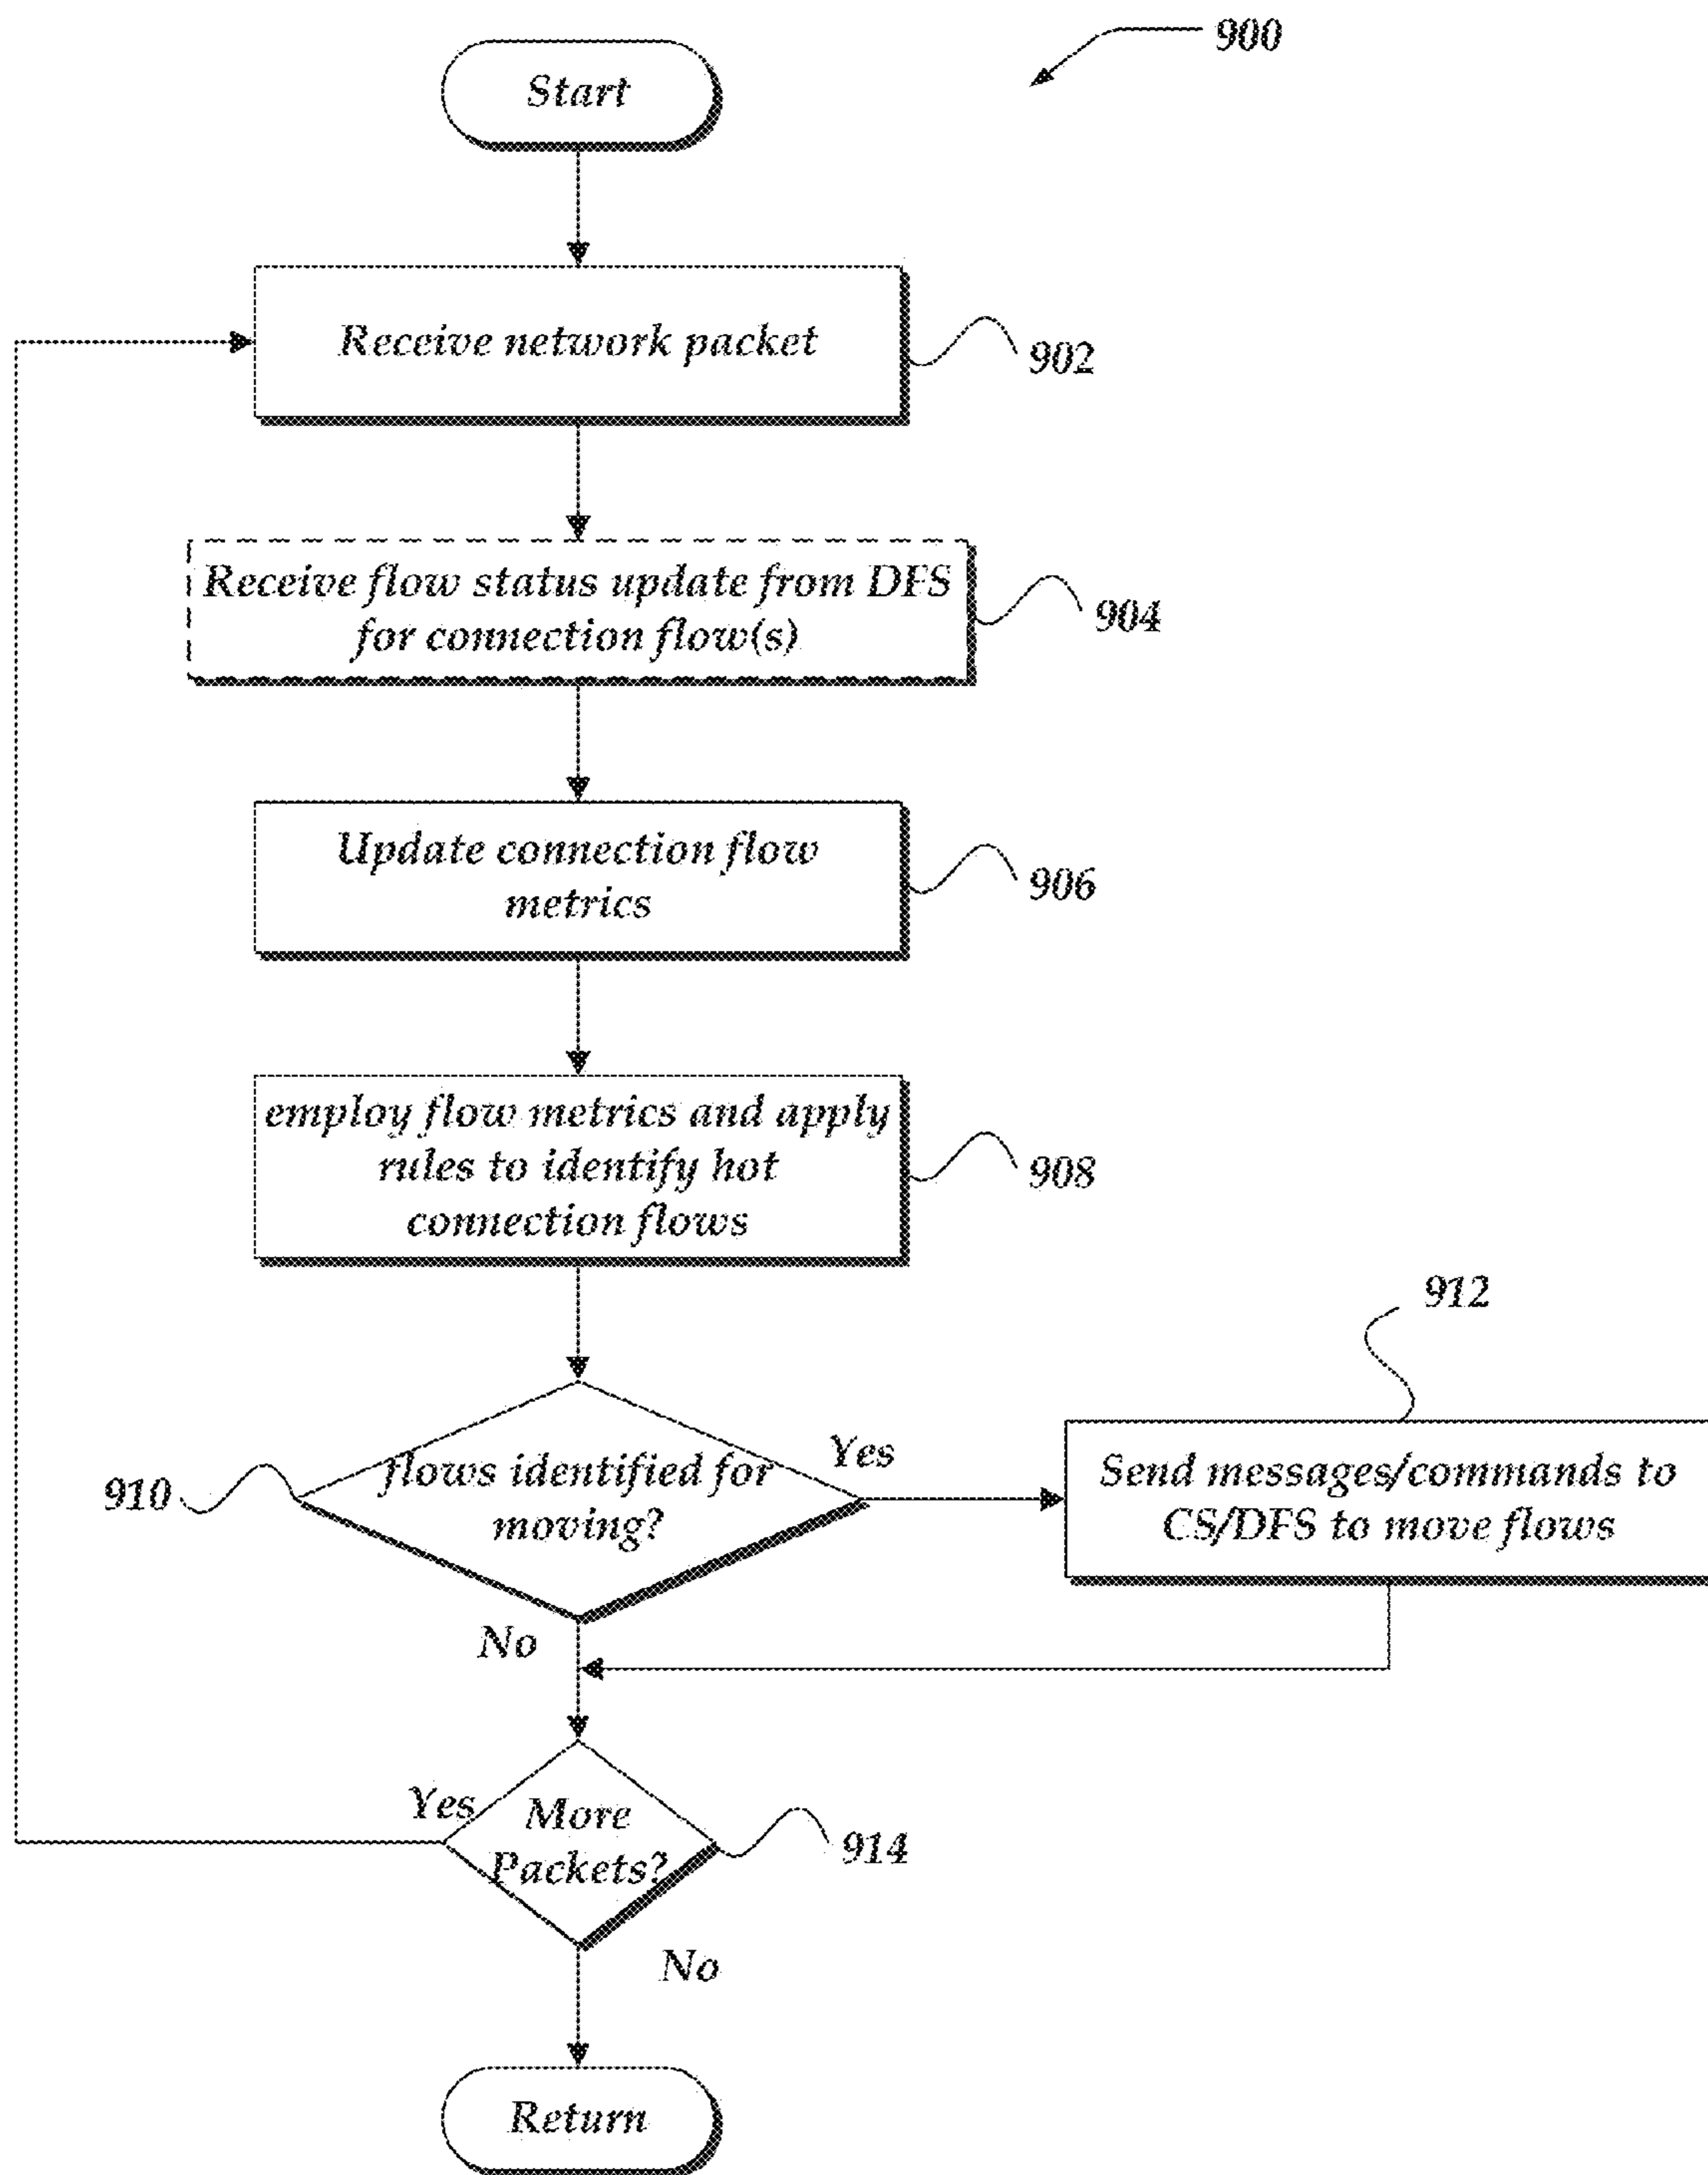 900
Start
Receive network packet
902
Receive flow status update from DFS
for connection flow(s)
904
Update connection flow
metrics
906
employ flow metrics and apply
rules to identify hot
connection flows
908
912
910
flows identified for
moving?
Yes
Send messages/commands to
CS/DFS to move flows
No
Yes
More
Packets?
914
No
Return